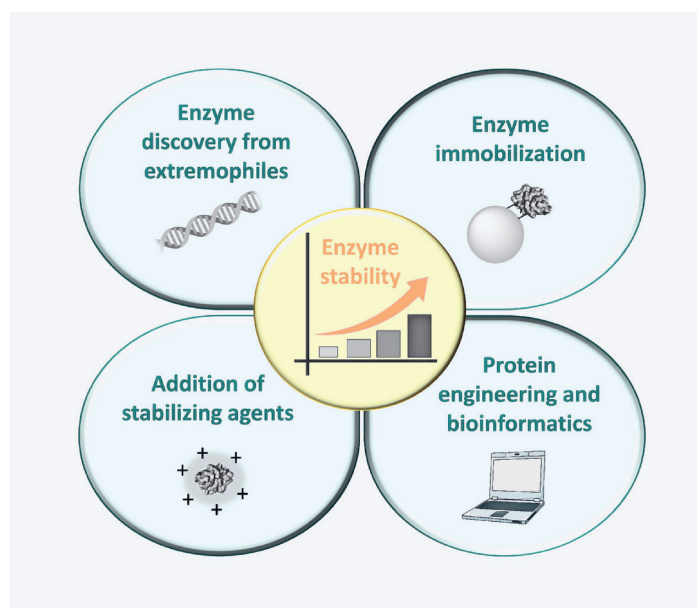 Enzyme
discovery from
extremophiles
Enzyme
immobilization
Enzyme
stability
Addition of
stabilizing agents
+
+
+
+
+
+
Protein
engineering and
bioinformatics